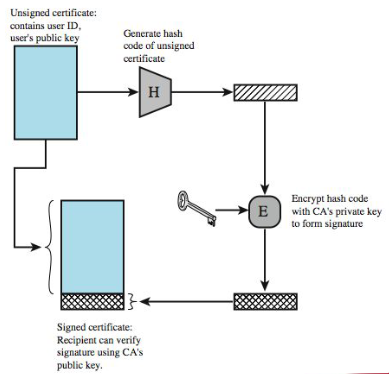 Unsigned certificate:
contains user ID,
user's public key
Generate hash
code of unsigned
certificate
H
E
Encrypt hash code
with CA's private key
to form signature
Signed certificate:
Recipient can verify
signature using CA's
public key.